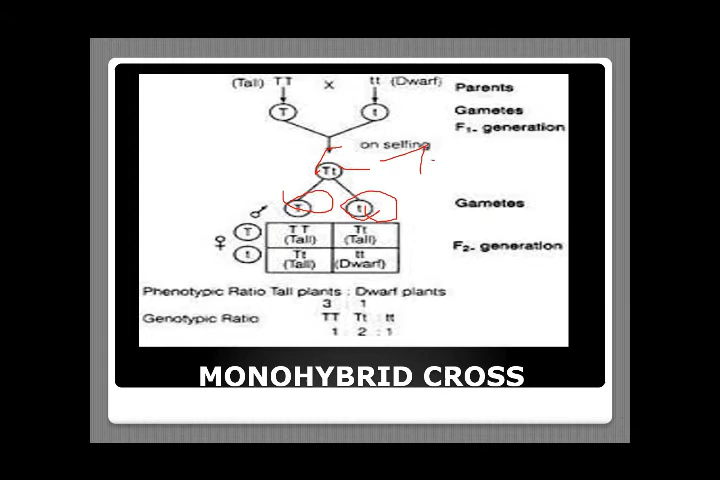 (Tall) TT X tt (Dwarf) Parents
T t Gametes
F1- generation
on selfing
Tt
T t Gametes
♂
♀ T TT Tt
(Tall) (Tall)
F2- generation
t Tt tt
(Tall) (Dwarf)
Phenotypic Ratio Tall plants : Dwarf plants
3 : 1
Genotypic Ratio TT Tt : tt
1 : 2 : 1
MONOHYBRID CROSS